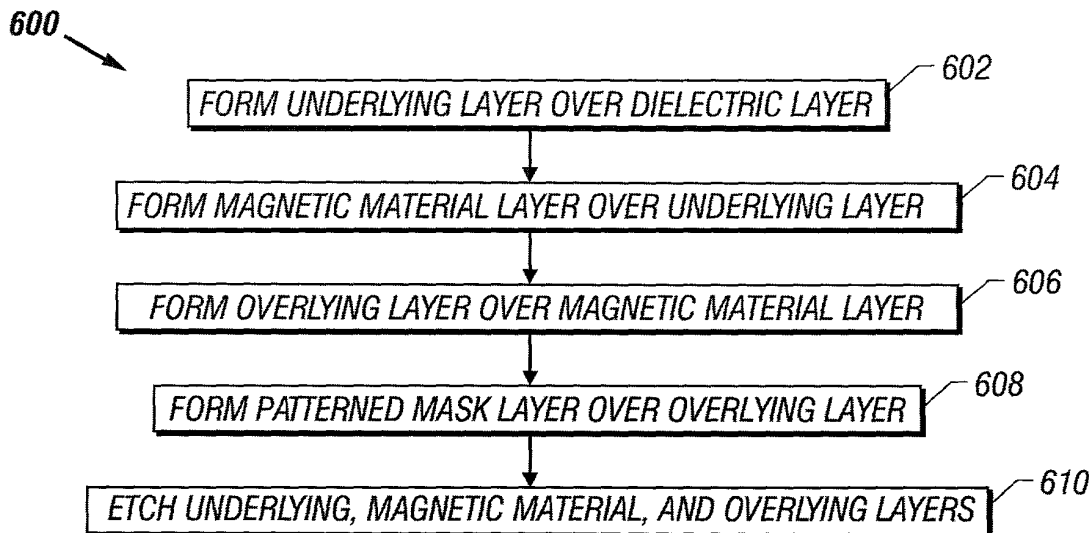 600
602
FORM UNDERLYING LAYER OVER DIELECTRIC LAYER
604
FORM MAGNETIC MATERIAL LAYER OVER UNDERLYING LAYER
606
FORM OVERLYING LAYER OVER MAGNETIC MATERIAL LAYER
608
FORM PATTERNED MASK LAYER OVER OVERLYING LAYER
610
ETCH UNDERLYING, MAGNETIC MATERIAL, AND OVERLYING LAYERS